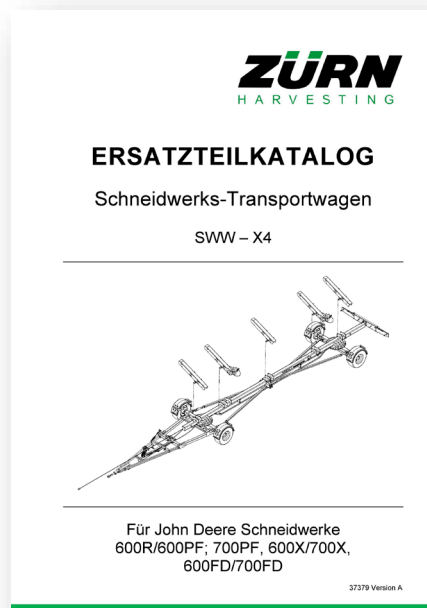 ZÜRN
HARVESTING
ERSATZTEILKATALOG
Schneidwerks-Transportwagen
SWW – X4
Für John Deere Schneidwerke
600R/600PF; 700PF, 600X/700X,
600FD/700FD
37379 Version A